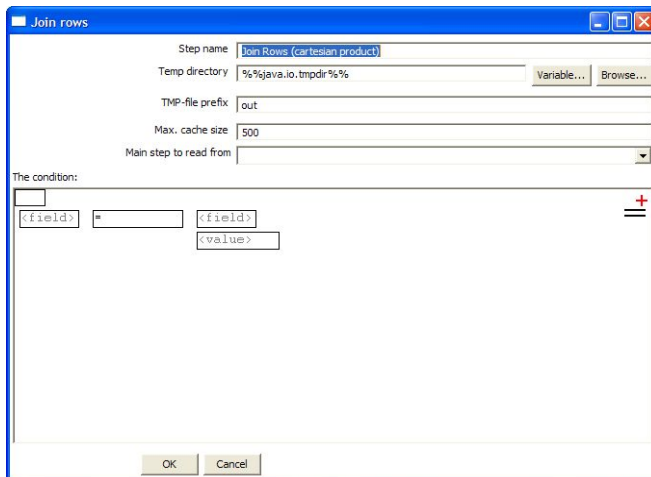 Join rows
Step name Join Rows (cartesian product)
Temp directory %%java.io.tmpdir%% Variable... Browse...
TMP-file prefix out
Max. cache size 500
Main step to read from
The condition:
<field> = <field>
<value>
OK Cancel